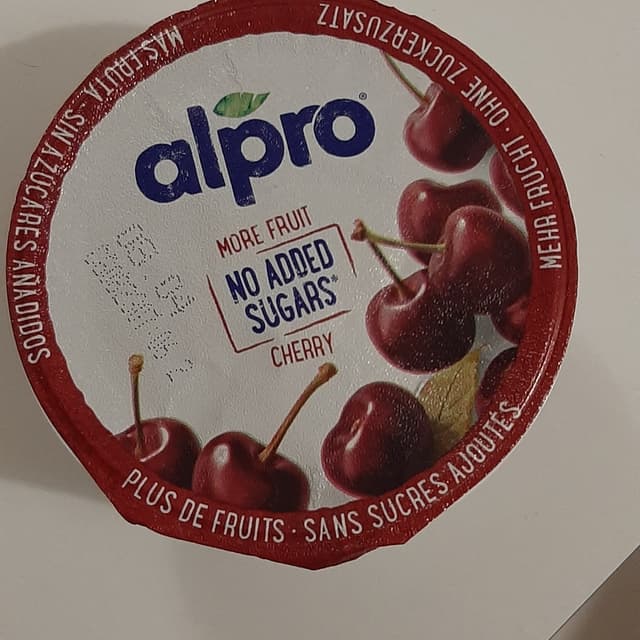 alpro®
MORE FRUIT
NO ADDED
SUGARS*
CHERRY
MAS FRUTA. SIN AZÚCARES AÑADIDOS
MEHR FRUCHT · OHNE ZUCKERZUSATZ
PLUS DE FRUITS · SANS SUCRES AJOUTÉS